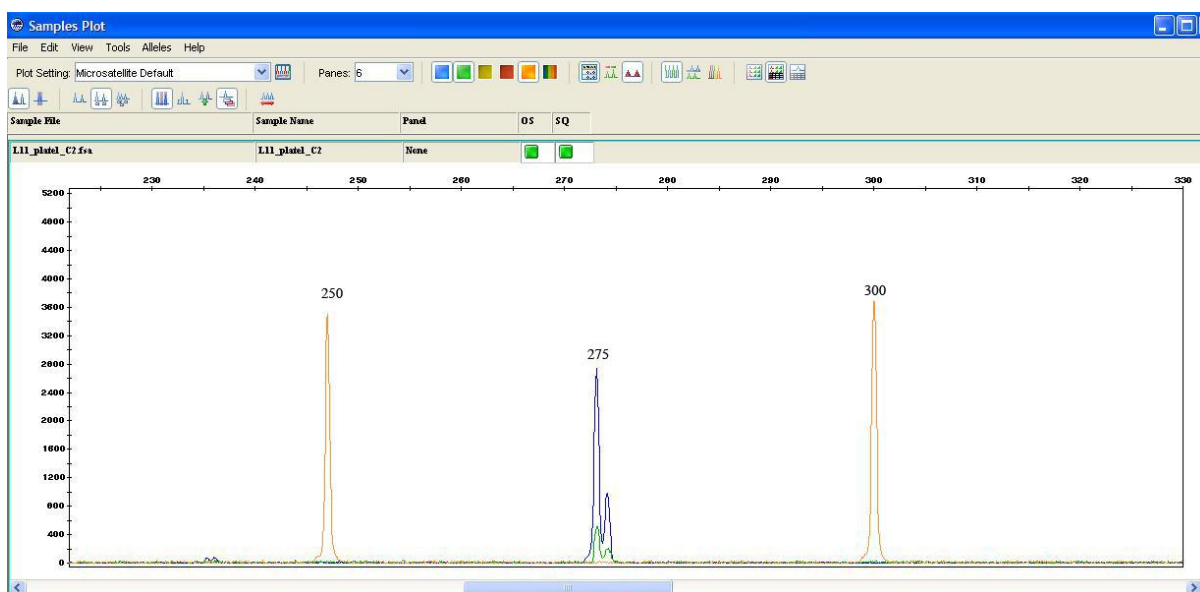 Samples Plot
File Edit View Tools Alleles Help
Plot Setting: Microsatellite Default Panes: 6
Sample File Sample Name Panel OS SQ
L11_plate1_C2.fsa L11_plate1_C2 None
230 240 250 260 270 280 290 300 310 320 330
5200
4800
4400
4000
3600
3200
2800
2400
2000
1600
1200
800
400
0
250
275
300